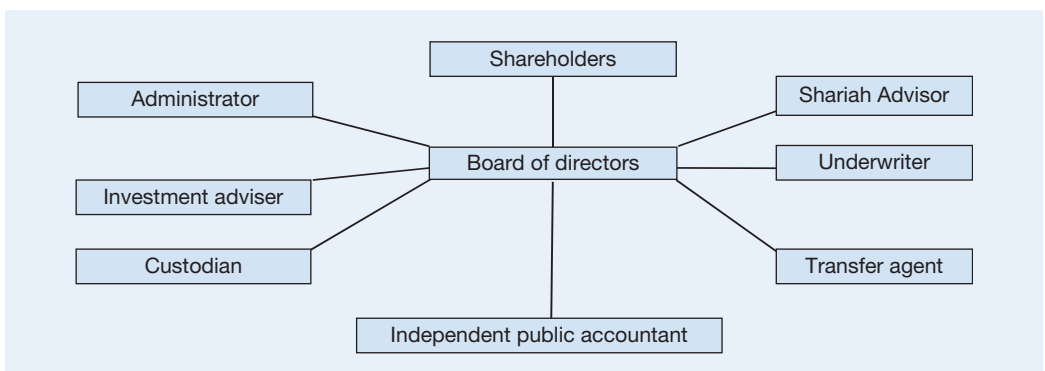 Shareholders
Administrator
Shariah Advisor
Board of directors
Underwriter
Investment adviser
Custodian
Transfer agent
Independent public accountant